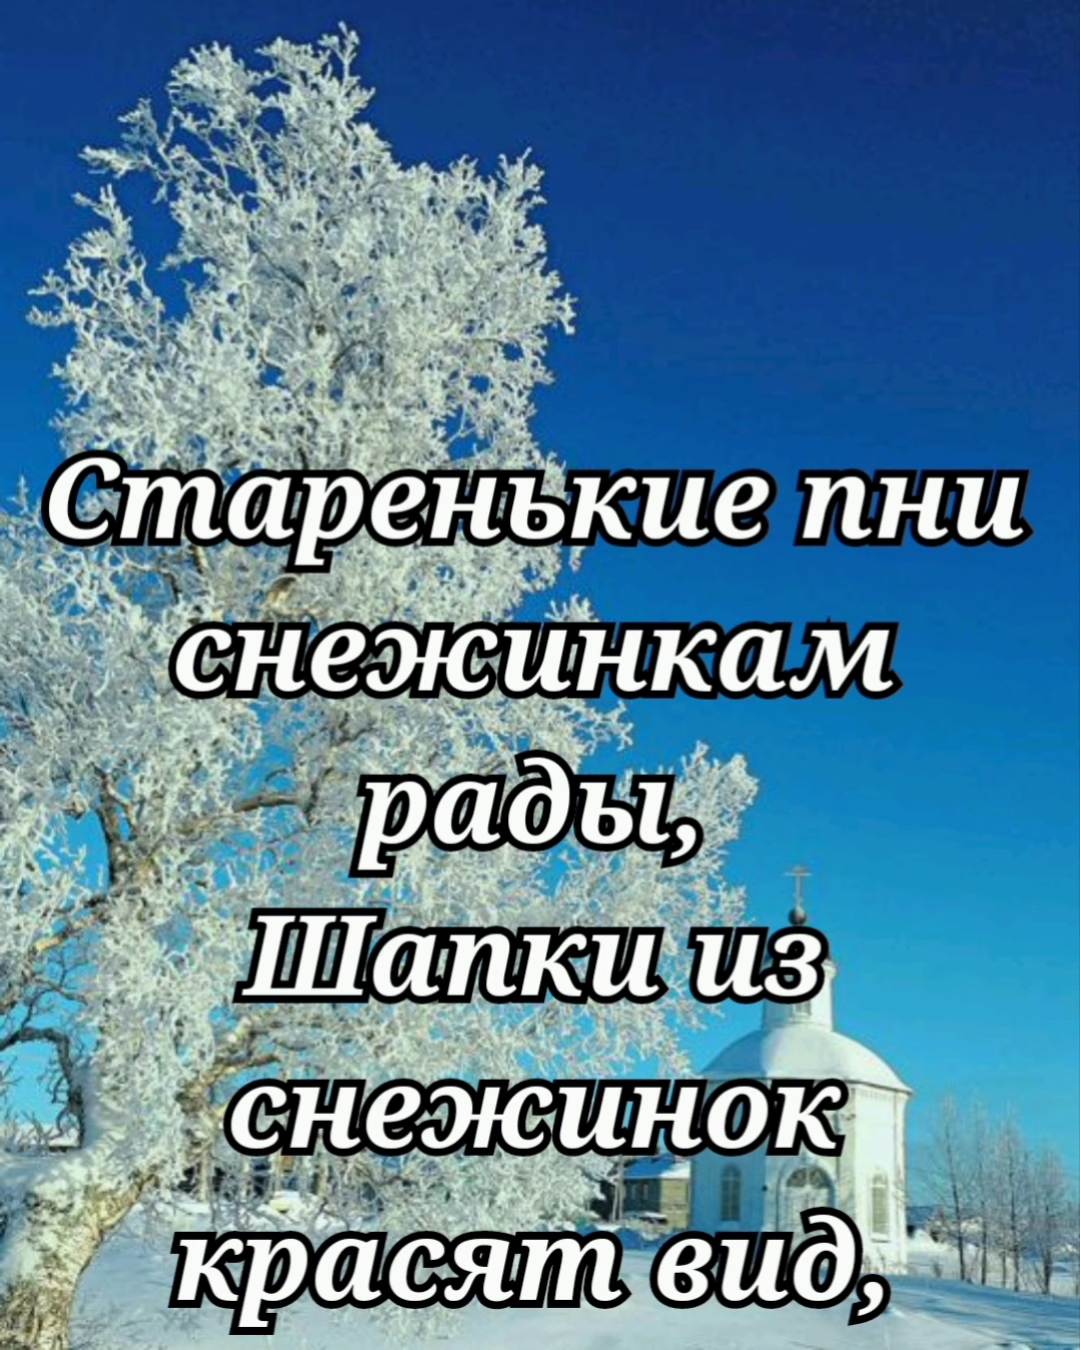 Старенькие пни
снежинкам
рады,
Шапки из
снежинок
красят вид,